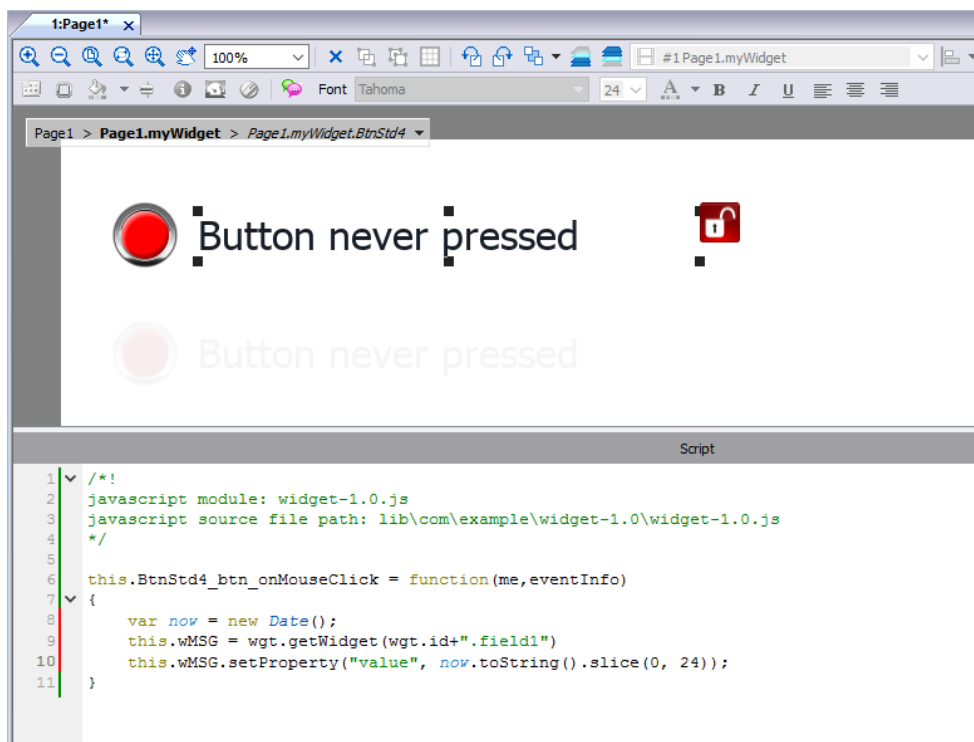 1:Page1* x
100% #1 Page1.myWidget
Font Tahoma 24 A B I U
Page1 > Page1.myWidget > Page1.myWidget.BtnStd4
Button never pressed
Button never pressed
Script
1 /*!
2 javascript module: widget-1.0.js
3 javascript source file path: lib\com\example\widget-1.0\widget-1.0.js
4 */
5
6 this.BtnStd4_btn_onMouseClick = function(me,eventInfo)
7 {
8 var now = new Date();
9 this.wMSG = wgt.getWidget(wgt.id+".field1")
10 this.wMSG.setProperty("value", now.toString().slice(0, 24));
11 }